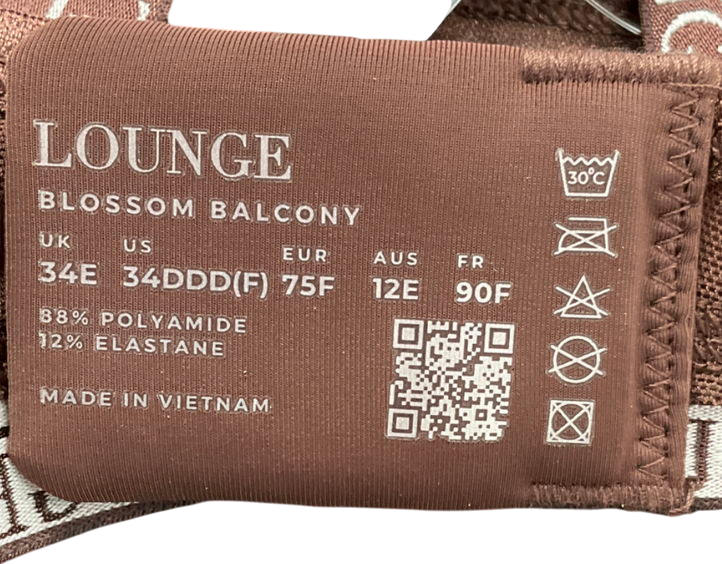 LOUNGE
BLOSSOM BALCONY
UK US EUR AUS FR
34E 34DDD(F) 75F 12E 90F
88% POLYAMIDE
12% ELASTANE
MADE IN VIETNAM
30°C